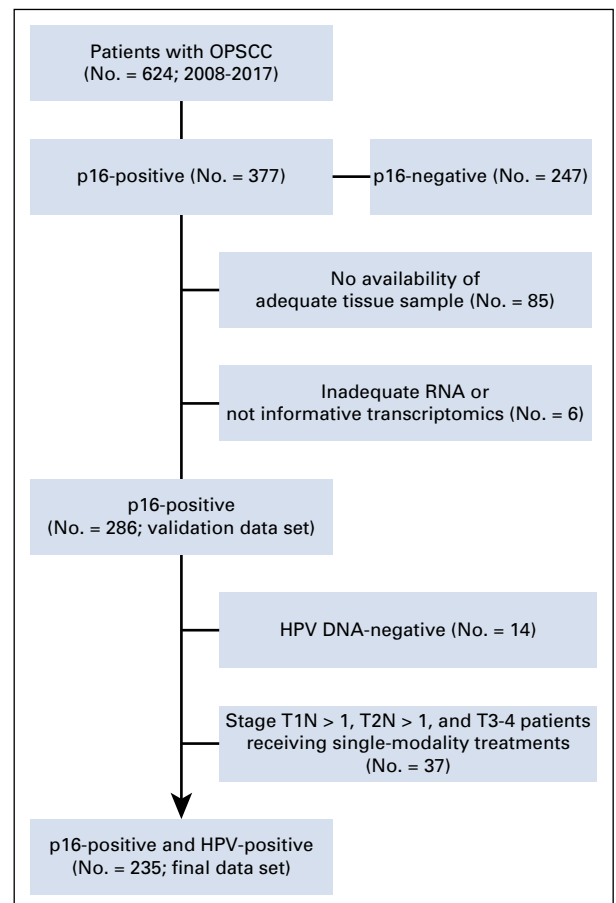 Patients with OPSCC
(No. = 624; 2008-2017)
p16-positive (No. = 377)
p16-negative (No. = 247)
No availability of
adequate tissue sample (No. = 85)
Inadequate RNA or
not informative transcriptomics (No. = 6)
p16-positive
(No. = 286; validation data set)
HPV DNA-negative (No. = 14)
Stage T1N > 1, T2N > 1, and T3-4 patients
receiving single-modality treatments
(No. = 37)
p16-positive and HPV-positive
(No. = 235; final data set)